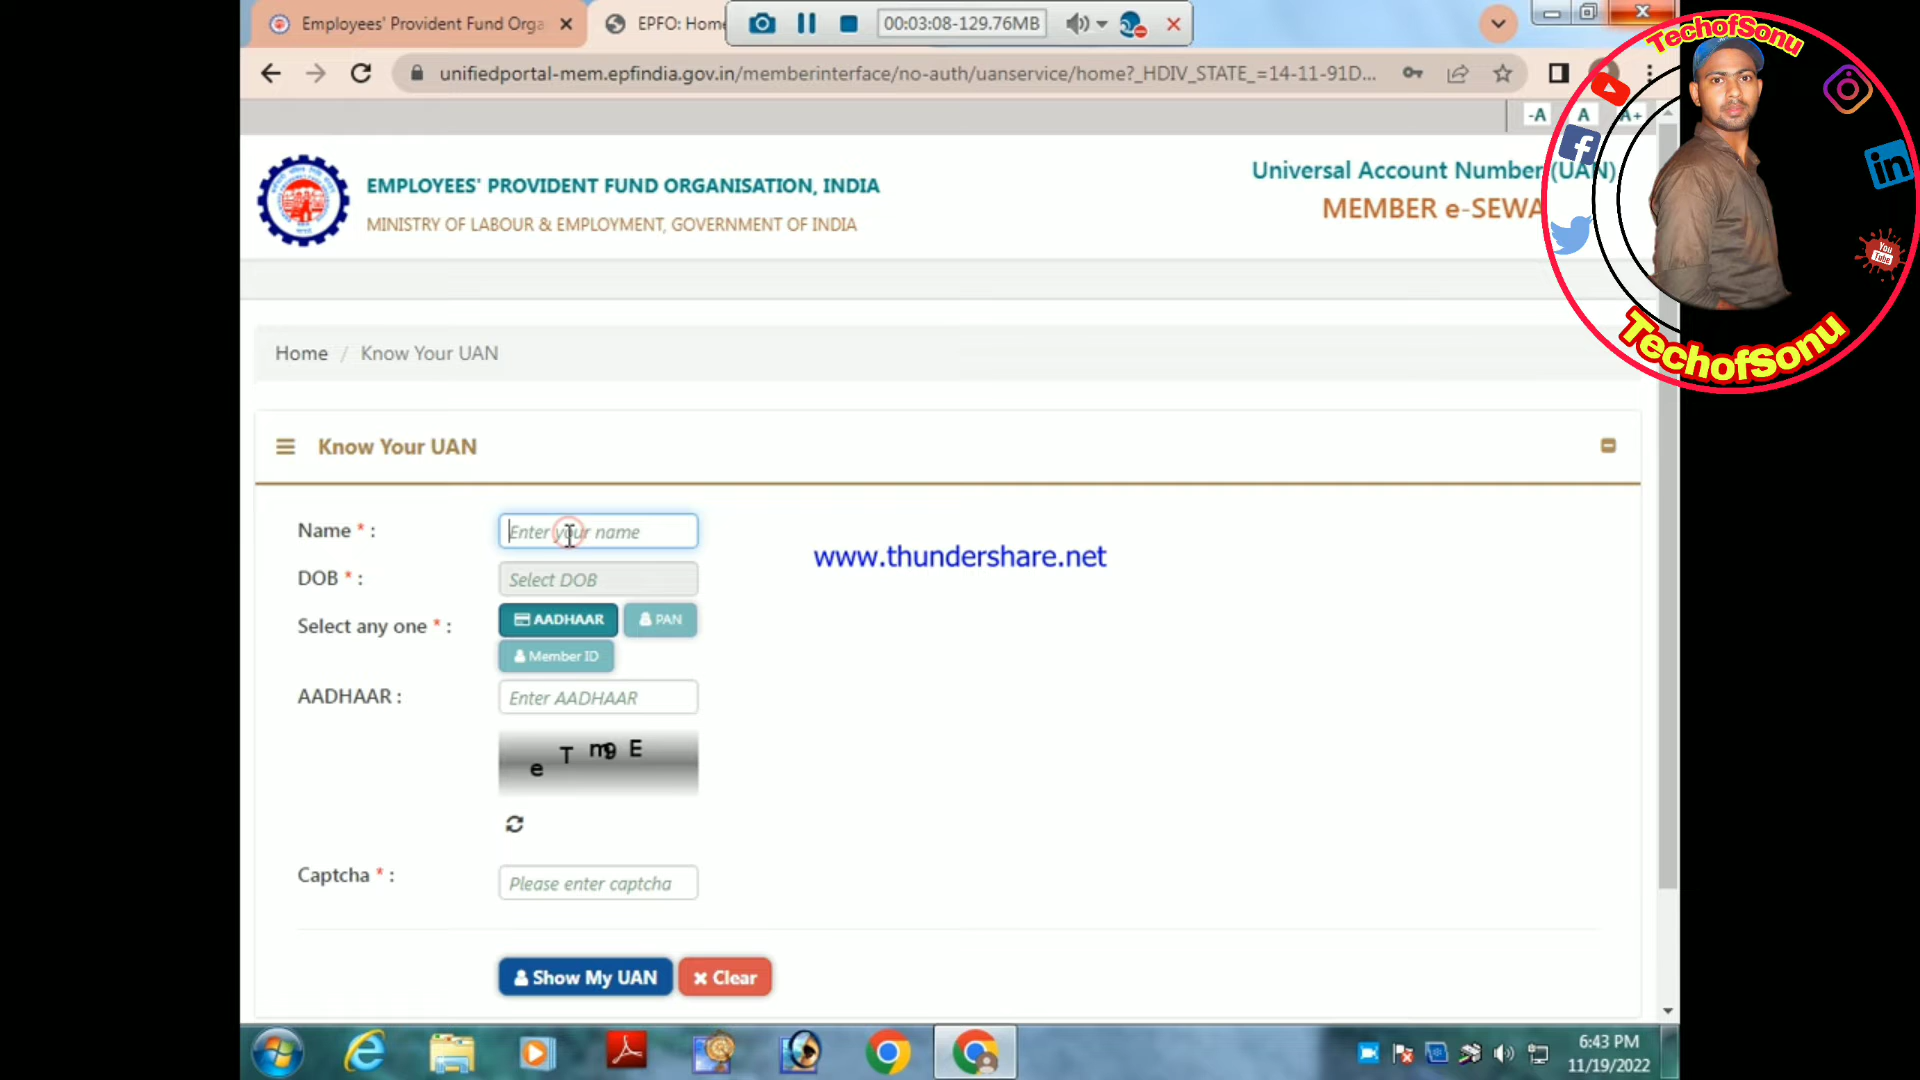 Employees' Provident Fund Orga
EPFO: Hom
00:03:08-129.76MB
unifiedportal-mem.epfindia.gov.in/memberinterface/no-auth/uanservice/home?_HDIV_STATE_=14-11-91D...
-A A A+
EMPLOYEES' PROVIDENT FUND ORGANISATION, INDIA
MINISTRY OF LABOUR & EMPLOYMENT, GOVERNMENT OF INDIA
Universal Account Number (UAN)
MEMBER e-SEWA
TechofSonu
You
Tube
TechofSonu
Home / Know Your UAN
Know Your UAN
Name * :
Enter your name
www.thundershare.net
DOB * :
Select DOB
Select any one * :
AADHAAR
PAN
Member ID
AADHAAR :
Enter AADHAAR
e T m9 E
Captcha * :
Please enter captcha
Show My UAN
Clear
6:43 PM
11/19/2022